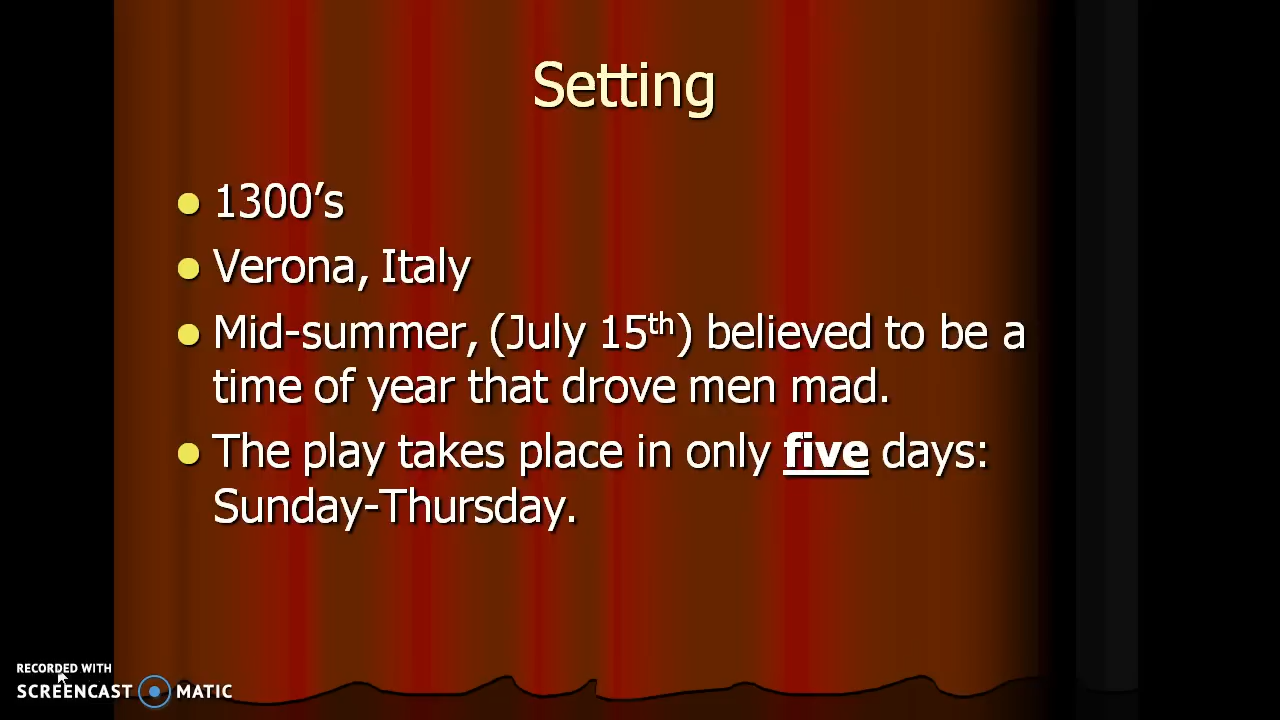 Setting
1300’s
Verona, Italy
Mid-summer, (July 15th) believed to be a
time of year that drove men mad.
The play takes place in only five days:
Sunday-Thursday.
RECORDED WITH
SCREENCAST MATIC